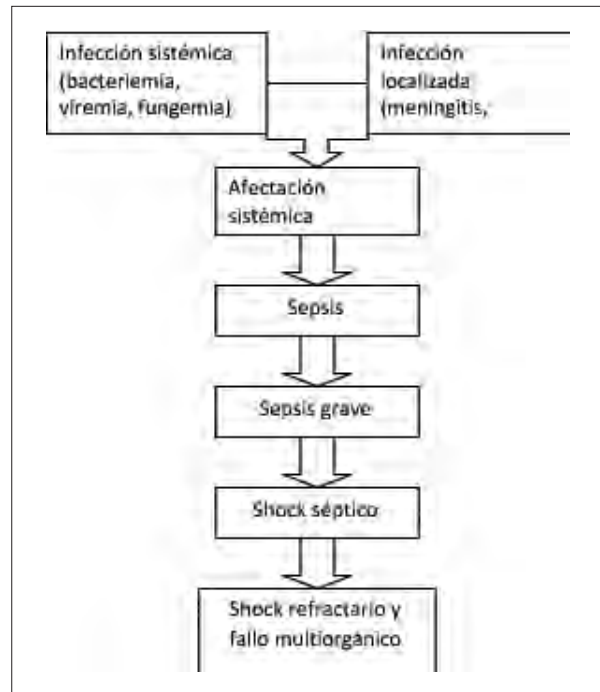 Infección sistémica
(bacteriemia,
viremia, fungemia)
Infección
localizada
(meningitis,
Afectación
sistémica
Sepsis
Sepsis grave
Shock séptico
Shock refractario y
fallo multiorgánico